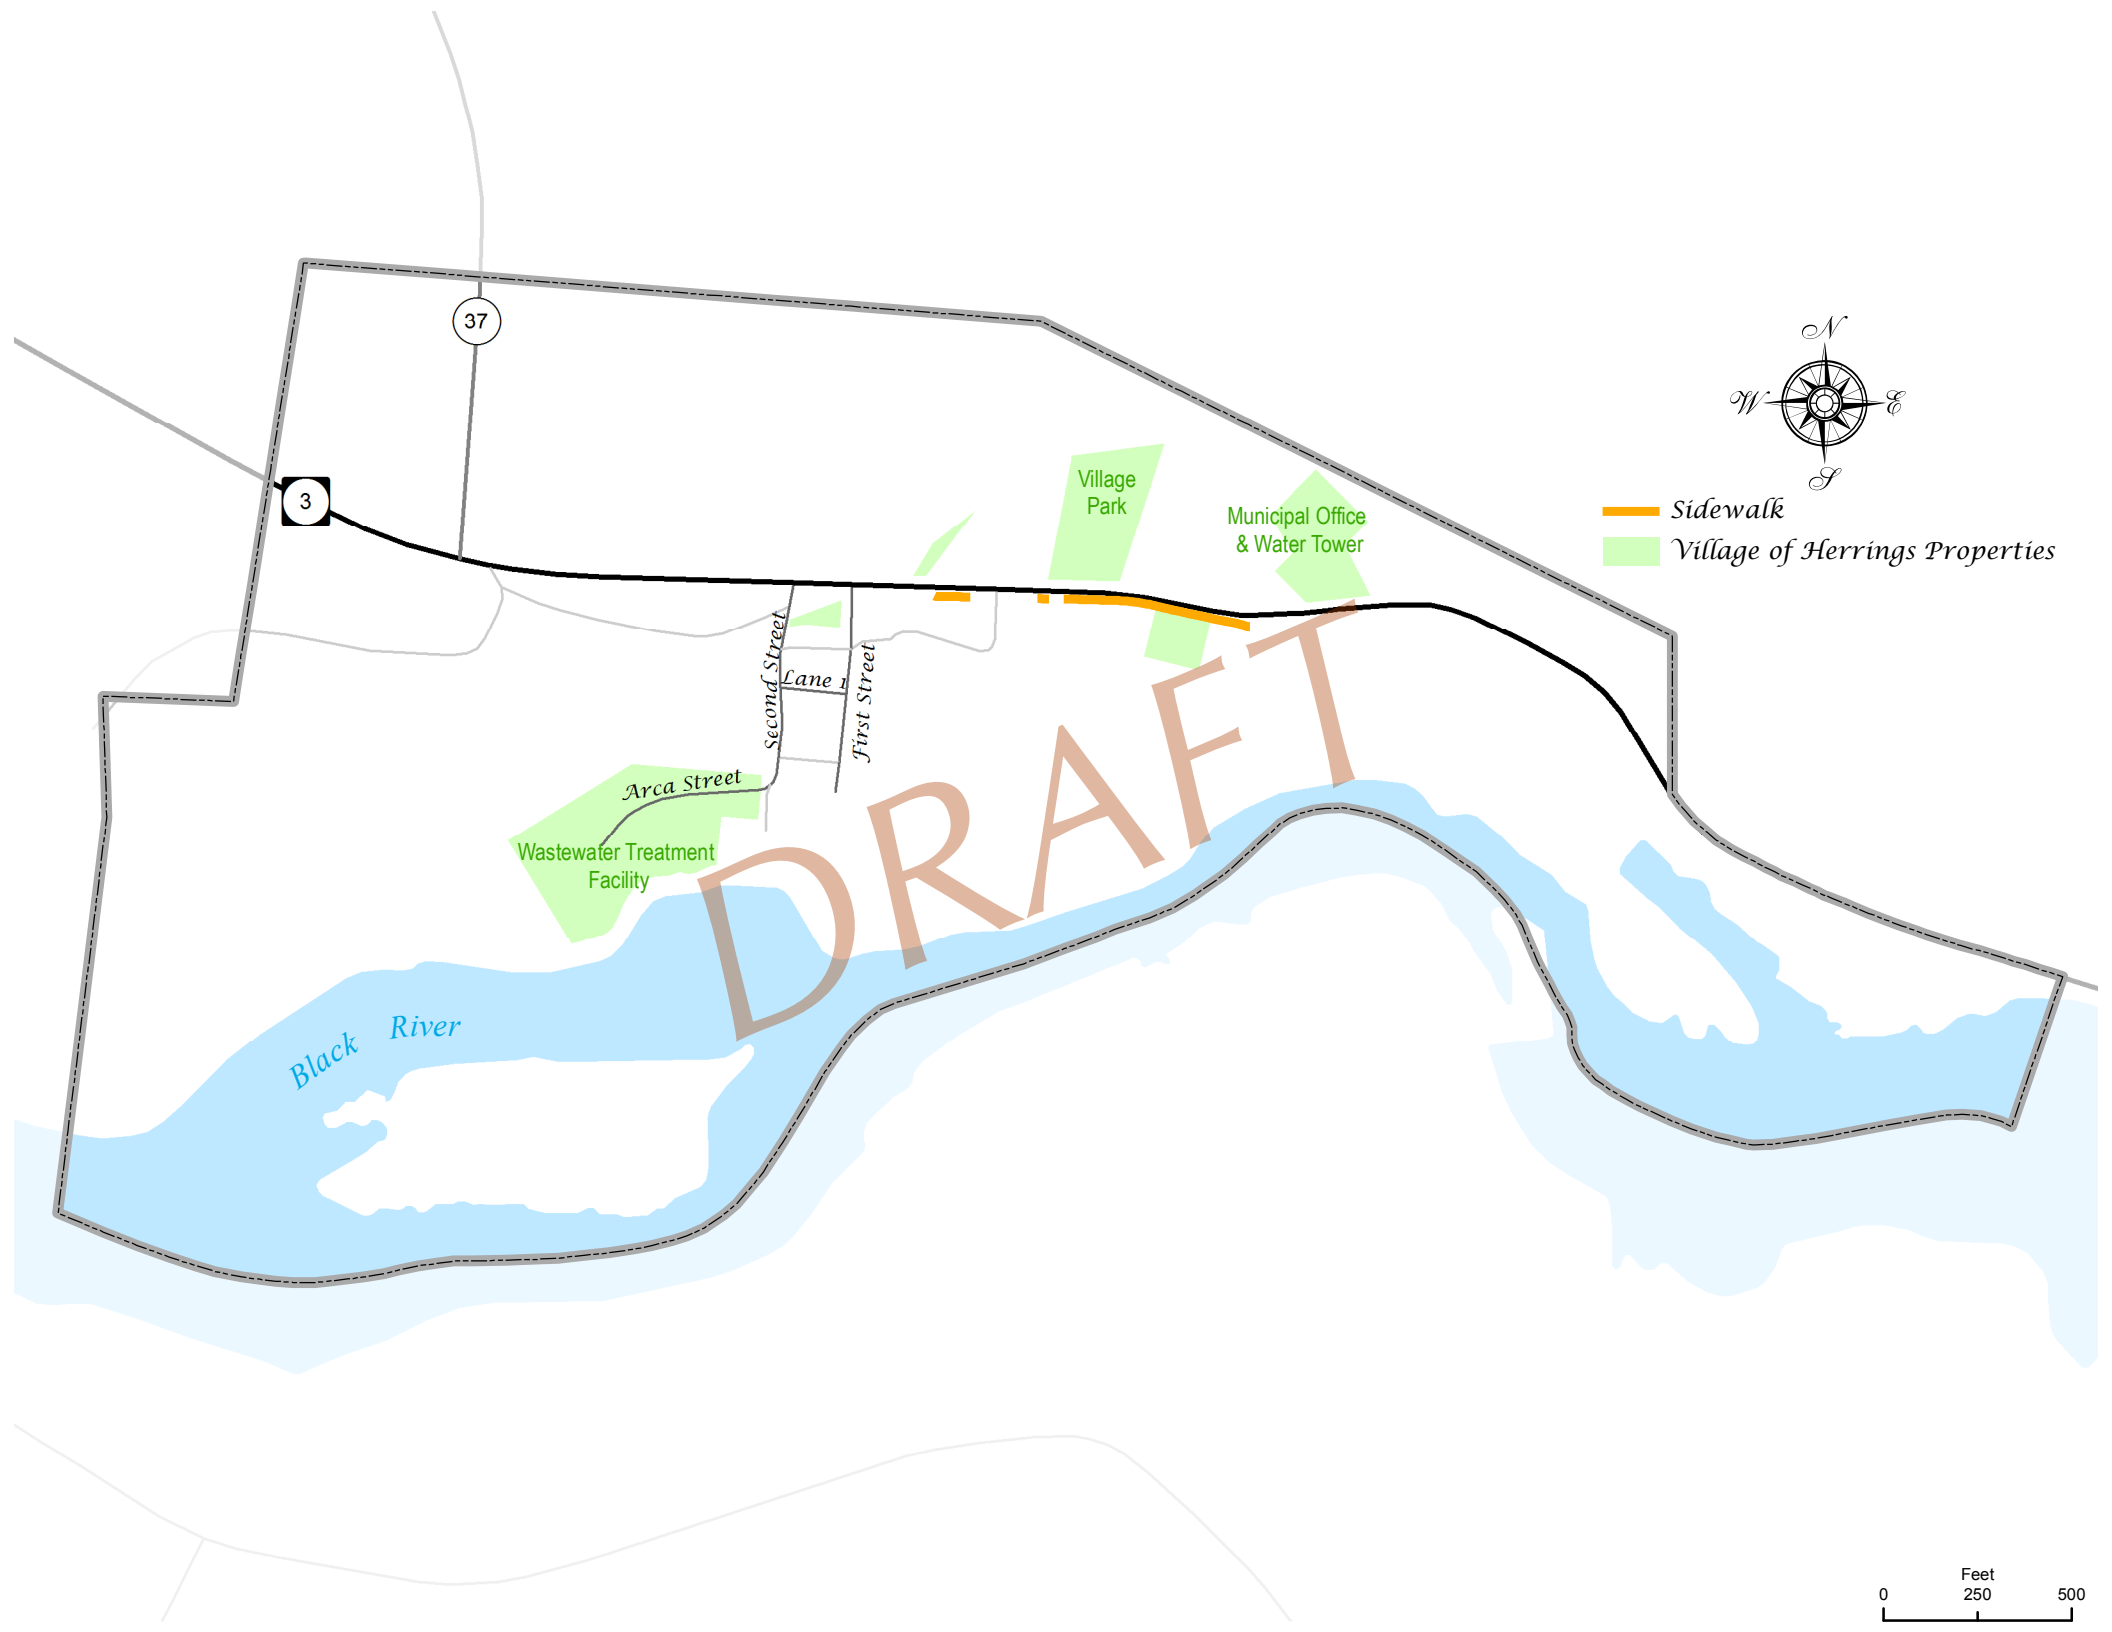 37
N
W
E
S
3
Village
Park
Sidewalk
Municipal Office
& Water Tower
Village of Herrings Properties
Second Street
Lane 1
First Street
Arca Street
Wastewater Treatment
Facility
DRAFT
Black River
Feet
0 250 500